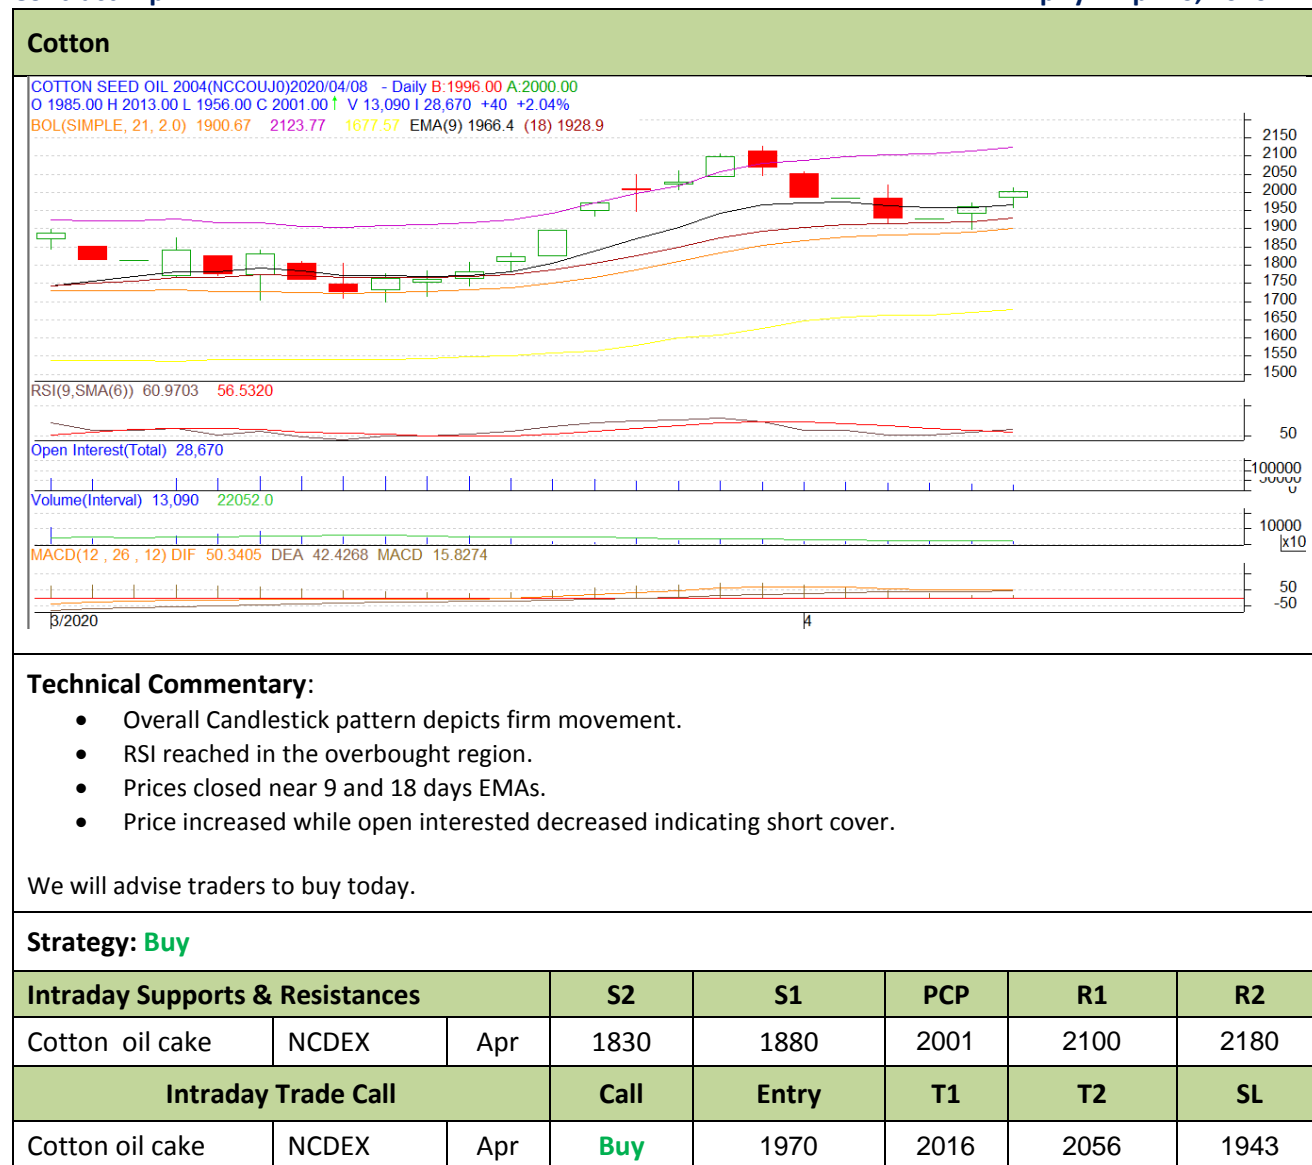 Cotton
COTTON SEED OIL 2004(NCCOUJ0)2020/04/08 - Daily B:1996.00 A:2000.00
O 1985.00 H 2013.00 L 1956.00 C 2001.00↑ V 13,090 I 28,670 +40 +2.04%
BOL(SIMPLE, 21, 2.0) 1900.67 2123.77 1677.57 EMA(9) 1966.4 (18) 1928.9
2150
2100
2050
2000
1950
1900
1850
1800
1750
1700
1650
1600
1550
1500
RSI(9,SMA(6)) 60.9703 56.5320
50
Open Interest(Total) 28,670
100000
50000
0
Volume(Interval) 13,090 22052.0
10000
x10
MACD(12 , 26 , 12) DIF 50.3405 DEA 42.4268 MACD 15.8274
50
-50
3/2020 4
Technical Commentary:
• Overall Candlestick pattern depicts firm movement.
• RSI reached in the overbought region.
• Prices closed near 9 and 18 days EMAs.
• Price increased while open interested decreased indicating short cover.
We will advise traders to buy today.
Strategy: Buy
Intraday Supports & Resistances S2 S1 PCP R1 R2
Cotton oil cake NCDEX Apr 1830 1880 2001 2100 2180
Intraday Trade Call Call Entry T1 T2 SL
Cotton oil cake NCDEX Apr Buy 1970 2016 2056 1943